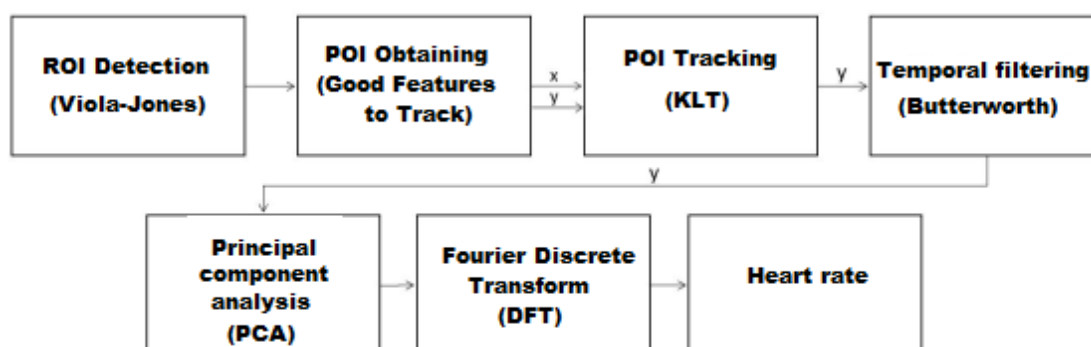 ROI Detection
(Viola-Jones)
POI Obtaining
(Good Features
to Track)
x
y
POI Tracking
(KLT)
y
Temporal filtering
(Butterworth)
y
Principal
component
analysis
(PCA)
Fourier Discrete
Transform
(DFT)
Heart rate